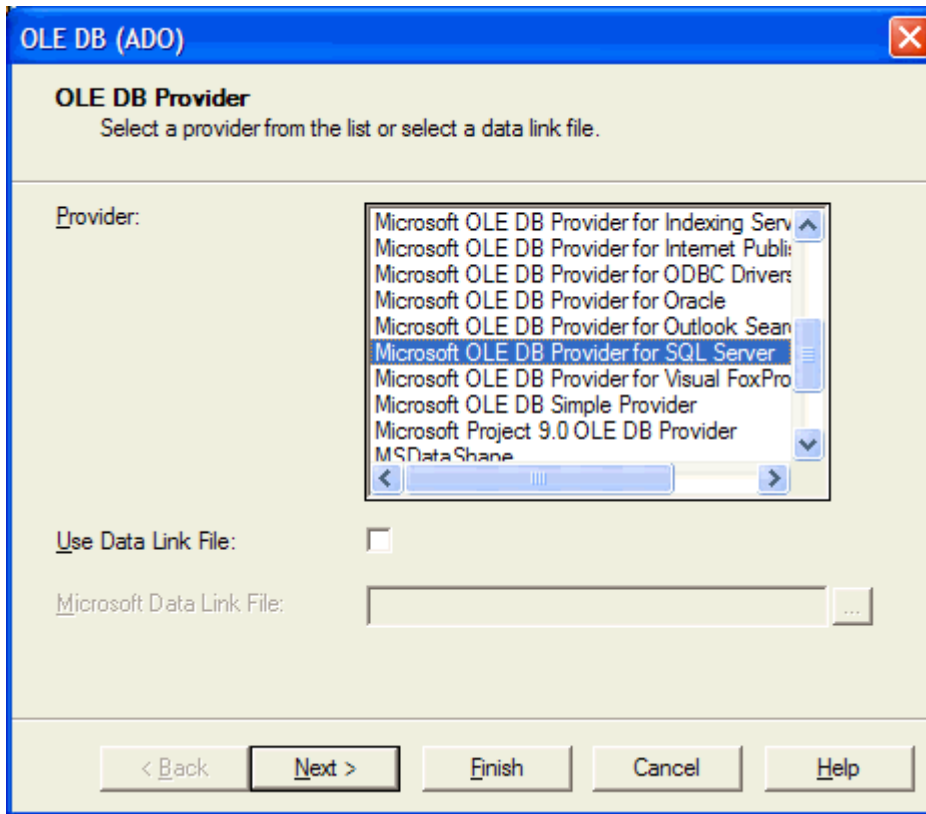 OLE DB (ADO)
OLE DB Provider
Select a provider from the list or select a data link file.
Provider:
Microsoft OLE DB Provider for Indexing Serv
Microsoft OLE DB Provider for Internet Publis
Microsoft OLE DB Provider for ODBC Drivers
Microsoft OLE DB Provider for Oracle
Microsoft OLE DB Provider for Outlook Sear
Microsoft OLE DB Provider for SQL Server
Microsoft OLE DB Provider for Visual FoxPro
Microsoft OLE DB Simple Provider
Microsoft Project 9.0 OLE DB Provider
MSDataShape
Use Data Link File:
Microsoft Data Link File:
...
< Back Next > Finish Cancel Help